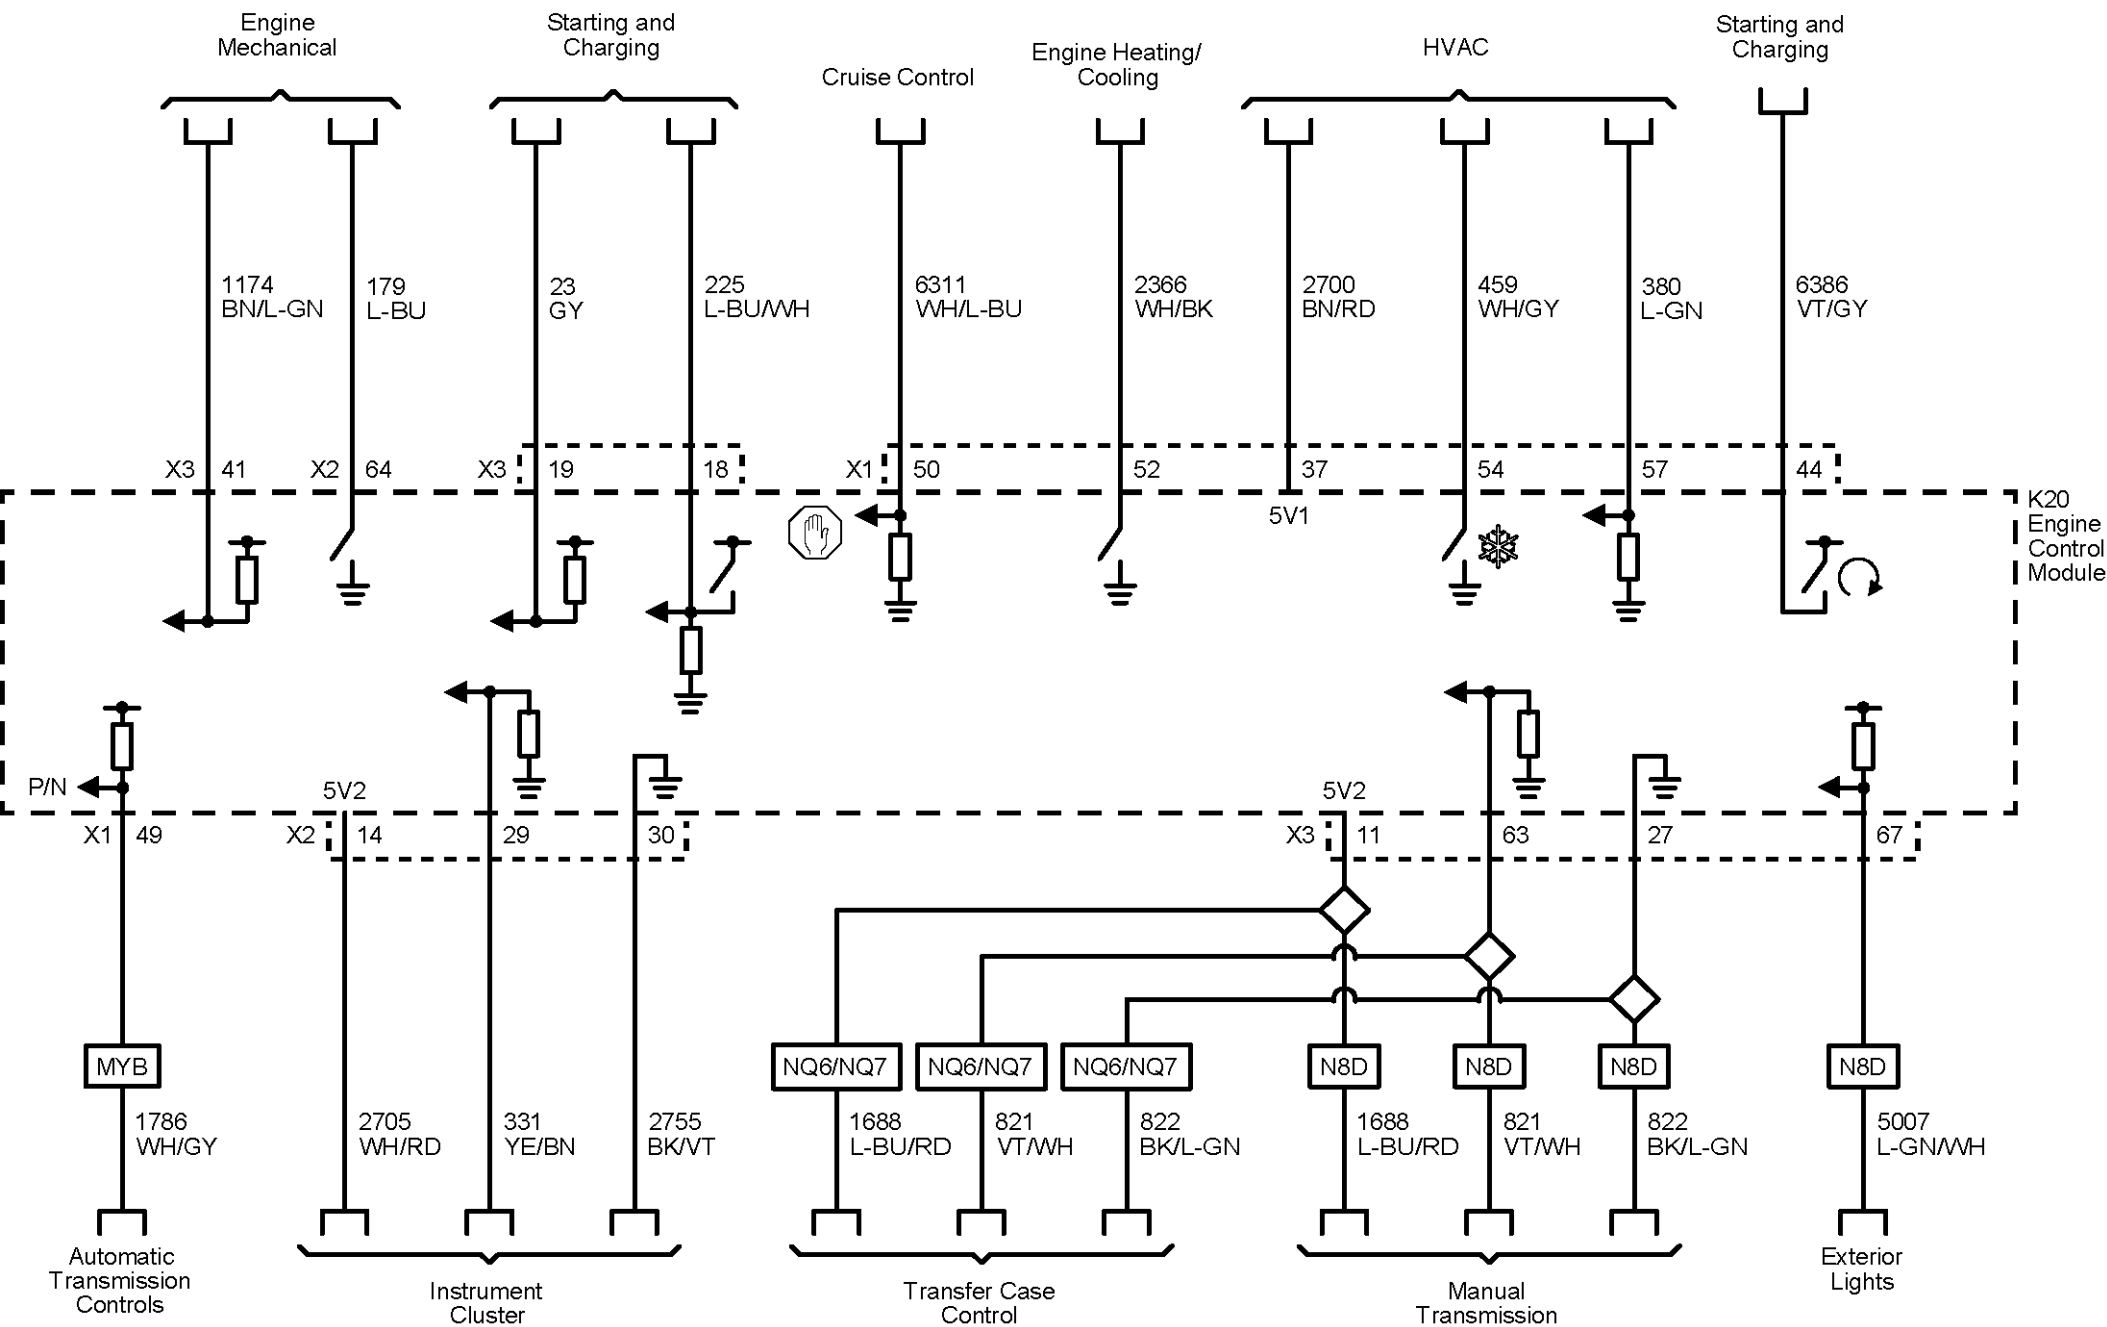 Engine
Mechanical
Starting and
Charging
Cruise Control
Engine Heating/
Cooling
HVAC
Starting and
Charging
1174
BN/L-GN
179
L-BU
23
GY
225
L-BU/WH
6311
WH/L-BU
2366
WH/BK
2700
BN/RD
459
WH/GY
380
L-GN
6386
VT/GY
X3 41
X2 64
X3 19
18
X1 50
52
37
54
57
44
5V1
K20
Engine
Control
Module
P/N
5V2
5V2
X1 49
X2 14
29
30
X3 11
63
27
67
MYB
NQ6/NQ7
NQ6/NQ7
NQ6/NQ7
N8D
N8D
N8D
N8D
1786
WH/GY
2705
WH/RD
331
YE/BN
2755
BK/VT
1688
L-BU/RD
821
VT/WH
822
BK/L-GN
1688
L-BU/RD
821
VT/WH
822
BK/L-GN
5007
L-GN/WH
Automatic
Transmission
Controls
Instrument
Cluster
Transfer Case
Control
Manual
Transmission
Exterior
Lights